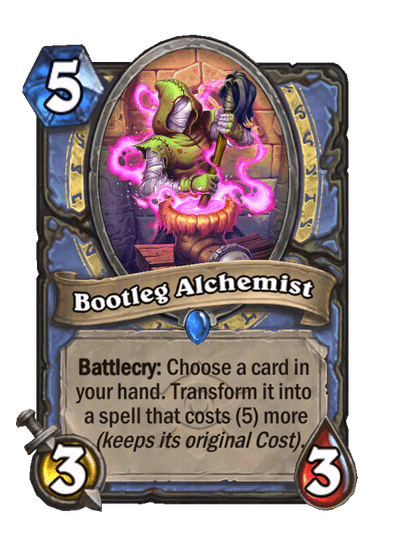 5
Bootleg Alchemist
Battlecry: Choose a card in
your hand. Transform it into
a spell that costs (5) more
(keeps its original Cost).
3
3